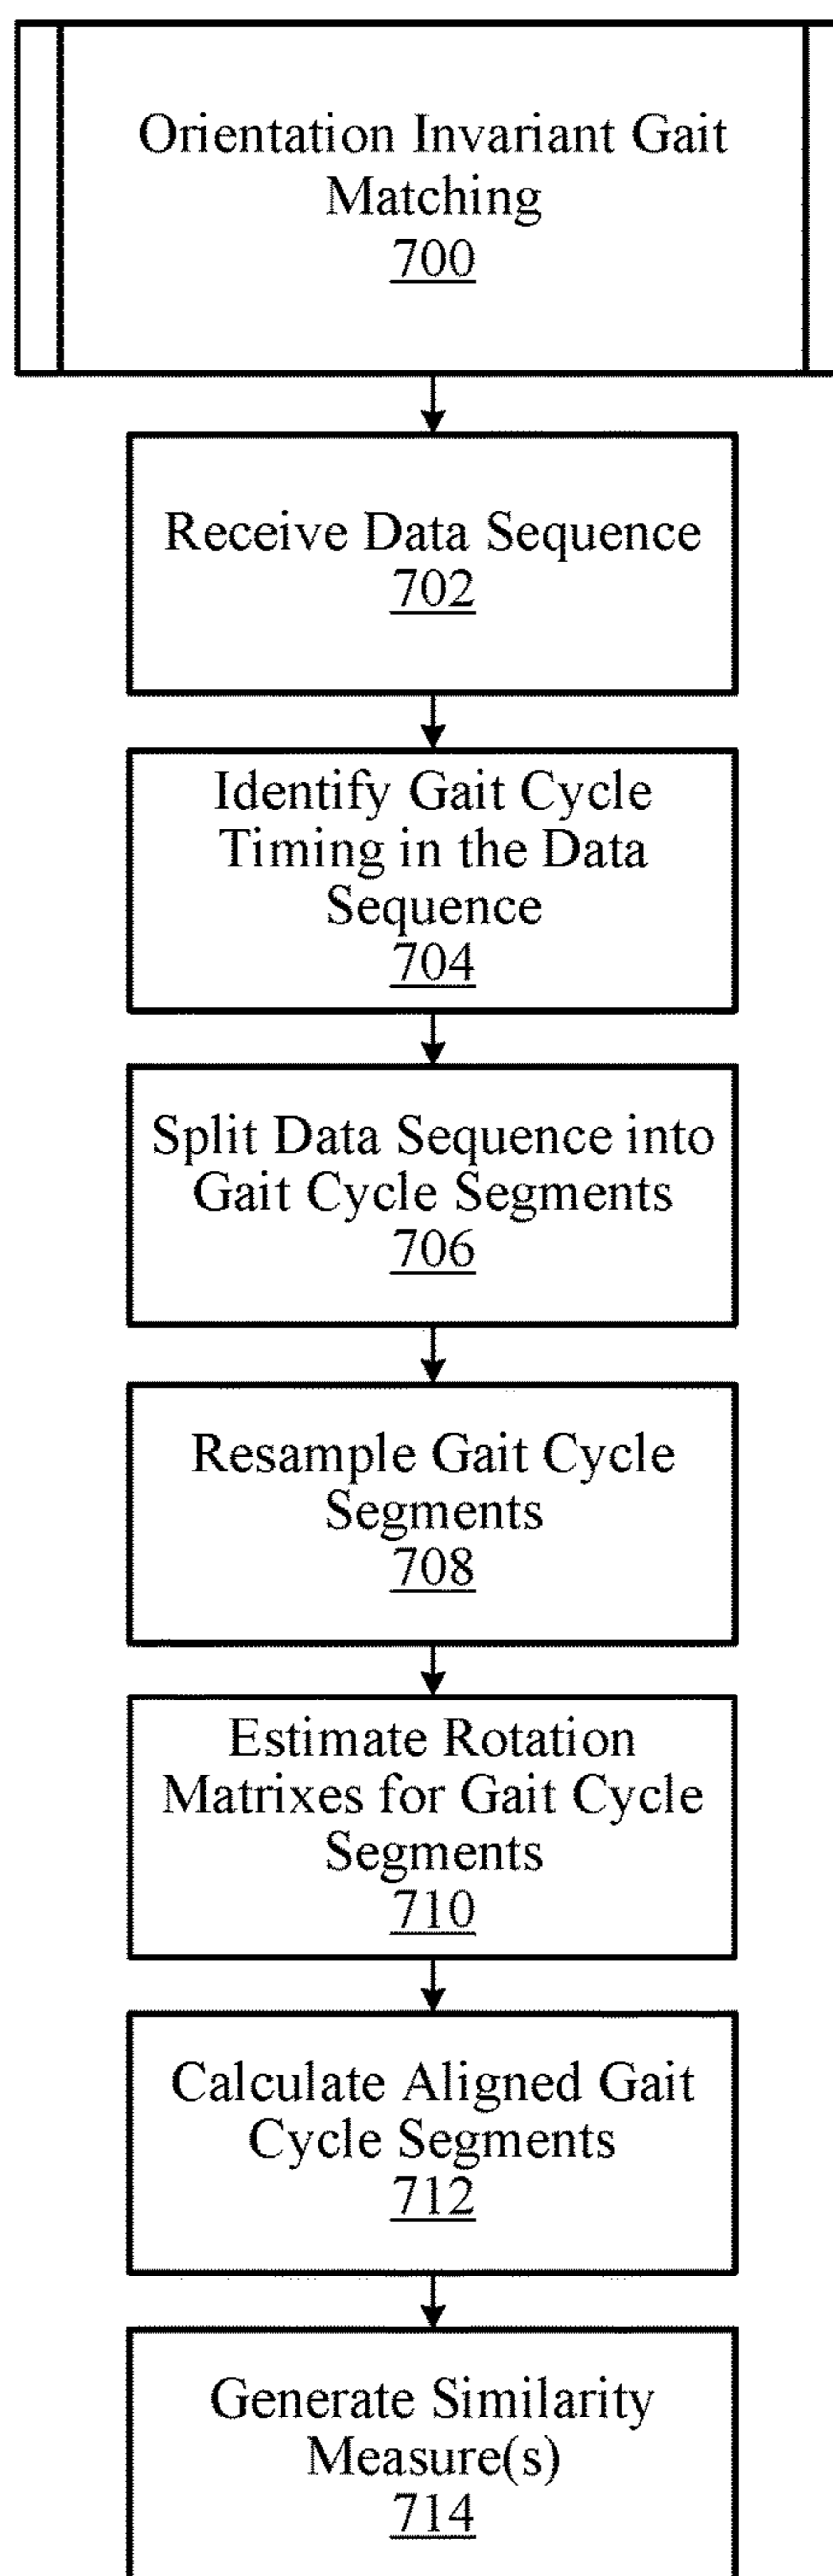 Orientation Invariant Gait
Matching
700
Receive Data Sequence
702
Identify Gait Cycle
Timing in the Data
Sequence
704
Split Data Sequence into
Gait Cycle Segments
706
Resample Gait Cycle
Segments
708
Estimate Rotation
Matrixes for Gait Cycle
Segments
710
Calculate Aligned Gait
Cycle Segments
712
Generate Similarity
Measure(s)
714